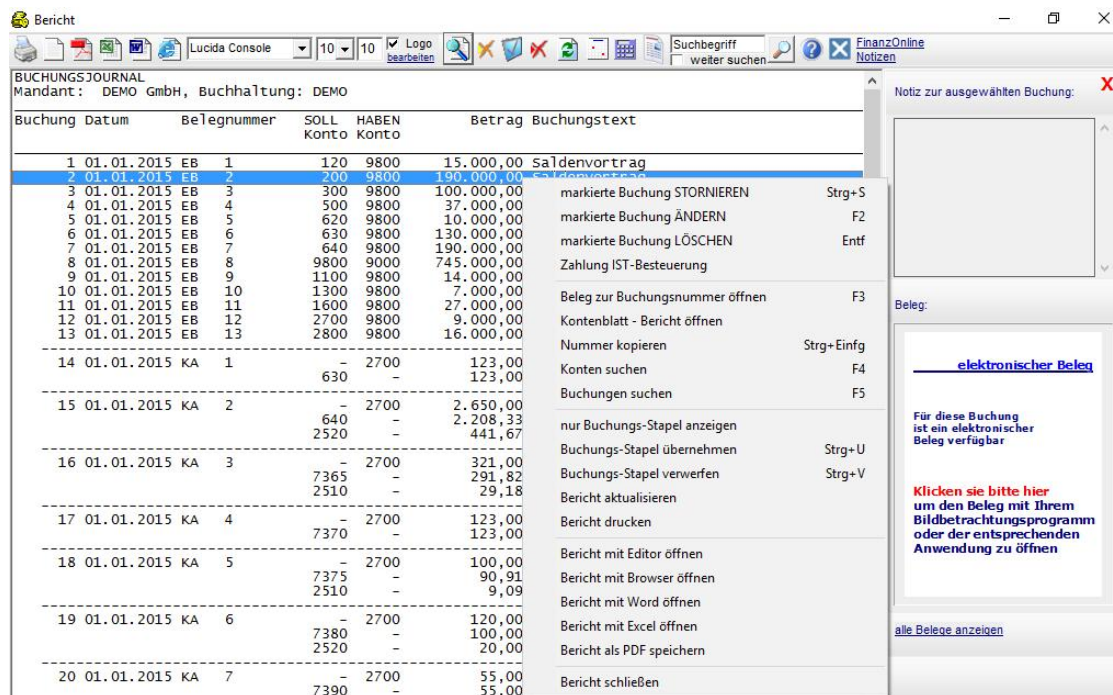 Bericht
Lucida Console 10 10 Logo bearbeiten Suchbegriff weiter suchen FinanzOnline Notizen
BUCHUNGSJOURNAL
Mandant: DEMO GmbH, Buchhaltung: DEMO
Buchung Datum Belegnummer SOLL HABEN Betrag Buchungstext
Konto Konto
1 01.01.2015 EB 1 120 9800 15.000,00 Saldenvortrag
2 01.01.2015 EB 2 200 9800 190.000,00 Saldenvortrag
3 01.01.2015 EB 3 300 9800 100.000,00
4 01.01.2015 EB 4 500 9800 37.000,00
5 01.01.2015 EB 5 620 9800 10.000,00
6 01.01.2015 EB 6 630 9800 130.000,00
7 01.01.2015 EB 7 640 9800 190.000,00
8 01.01.2015 EB 8 9800 9000 745.000,00
9 01.01.2015 EB 9 1100 9800 14.000,00
10 01.01.2015 EB 10 1300 9800 7.000,00
11 01.01.2015 EB 11 1600 9800 27.000,00
12 01.01.2015 EB 12 2700 9800 9.000,00
13 01.01.2015 EB 13 2800 9800 16.000,00
14 01.01.2015 KA 1 – 2700 123,00
630 – 123,00
15 01.01.2015 KA 2 – 2700 2.650,00
640 – 2.208,33
2520 – 441,67
16 01.01.2015 KA 3 – 2700 321,00
7365 – 291,82
2510 – 29,18
17 01.01.2015 KA 4 – 2700 123,00
7370 – 123,00
18 01.01.2015 KA 5 – 2700 100,00
7375 – 90,91
2510 – 9,09
19 01.01.2015 KA 6 – 2700 120,00
7380 – 100,00
2520 – 20,00
20 01.01.2015 KA 7 – 2700 55,00
7390 – 55,00
markierte Buchung STORNIEREN Strg+S
markierte Buchung ÄNDERN F2
markierte Buchung LÖSCHEN Entf
Zahlung IST-Besteuerung
Beleg zur Buchungsnummer öffnen F3
Kontenblatt - Bericht öffnen
Nummer kopieren Strg+Einfg
Konten suchen F4
Buchungen suchen F5
nur Buchungs-Stapel anzeigen
Buchungs-Stapel übernehmen Strg+U
Buchungs-Stapel verwerfen Strg+V
Bericht aktualisieren
Bericht drucken
Bericht mit Editor öffnen
Bericht mit Browser öffnen
Bericht mit Word öffnen
Bericht mit Excel öffnen
Bericht als PDF speichern
Bericht schließen
Notiz zur ausgewählten Buchung: X
Beleg:
elektronischer Beleg
Für diese Buchung
ist ein elektronischer
Beleg verfügbar
Klicken sie bitte hier
um den Beleg mit Ihrem
Bildbetrachtungsprogramm
oder der entsprechenden
Anwendung zu öffnen
alle Belege anzeigen